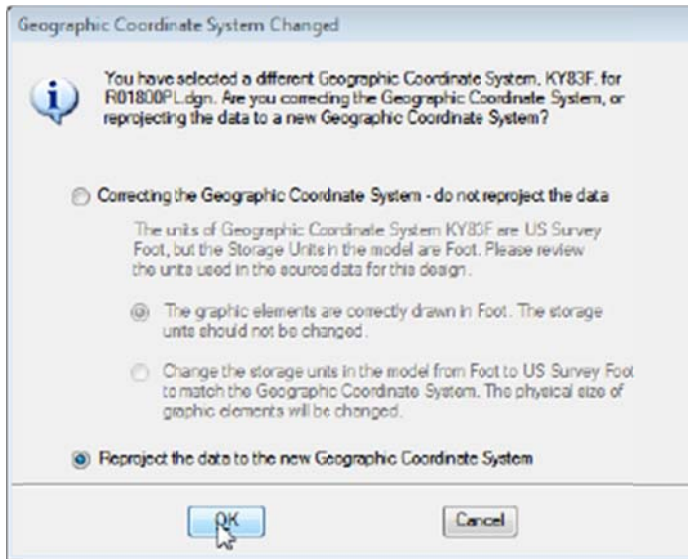 Geographic Coordinate System Changed
You have selected a different Geographic Coordinate System, KY83F, for
R01800PL.dgn. Are you correcting the Geographic Coordinate System, or
reprojecting the data to a new Geographic Coordinate System?
Correcting the Geographic Coordinate System - do not reproject the data
The units of Geographic Coordinate System KY83F are US Survey
Foot, but the Storage Units in the model are Foot. Please review
the units used in the source data for this design.
The graphic elements are correctly drawn in Foot. The storage
units should not be changed.
Change the storage units in the model from Foot to US Survey Foot
to match the Geographic Coordinate System. The physical size of
graphic elements will be changed.
Reproject the data to the new Geographic Coordinate System
OK
Cancel